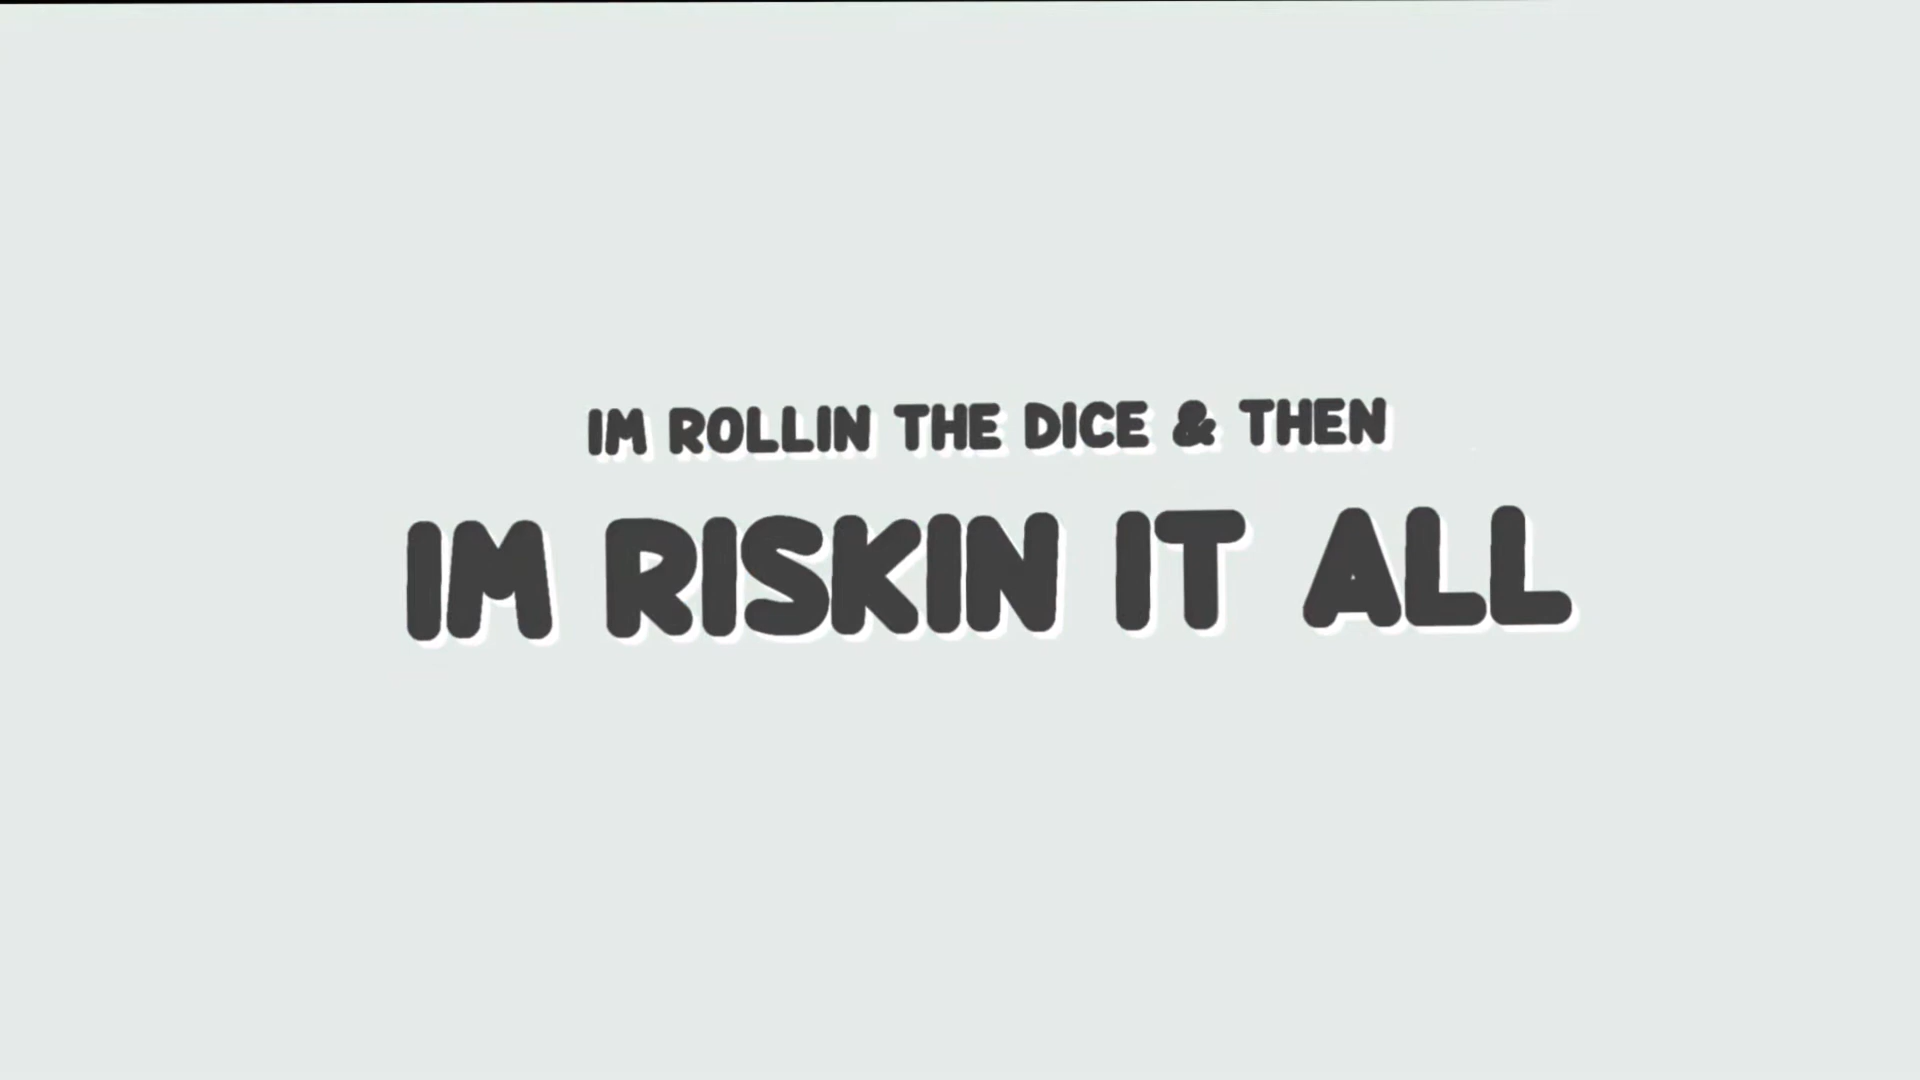 IM ROLLIN THE DICE & THEN
IM RISKIN IT ALL